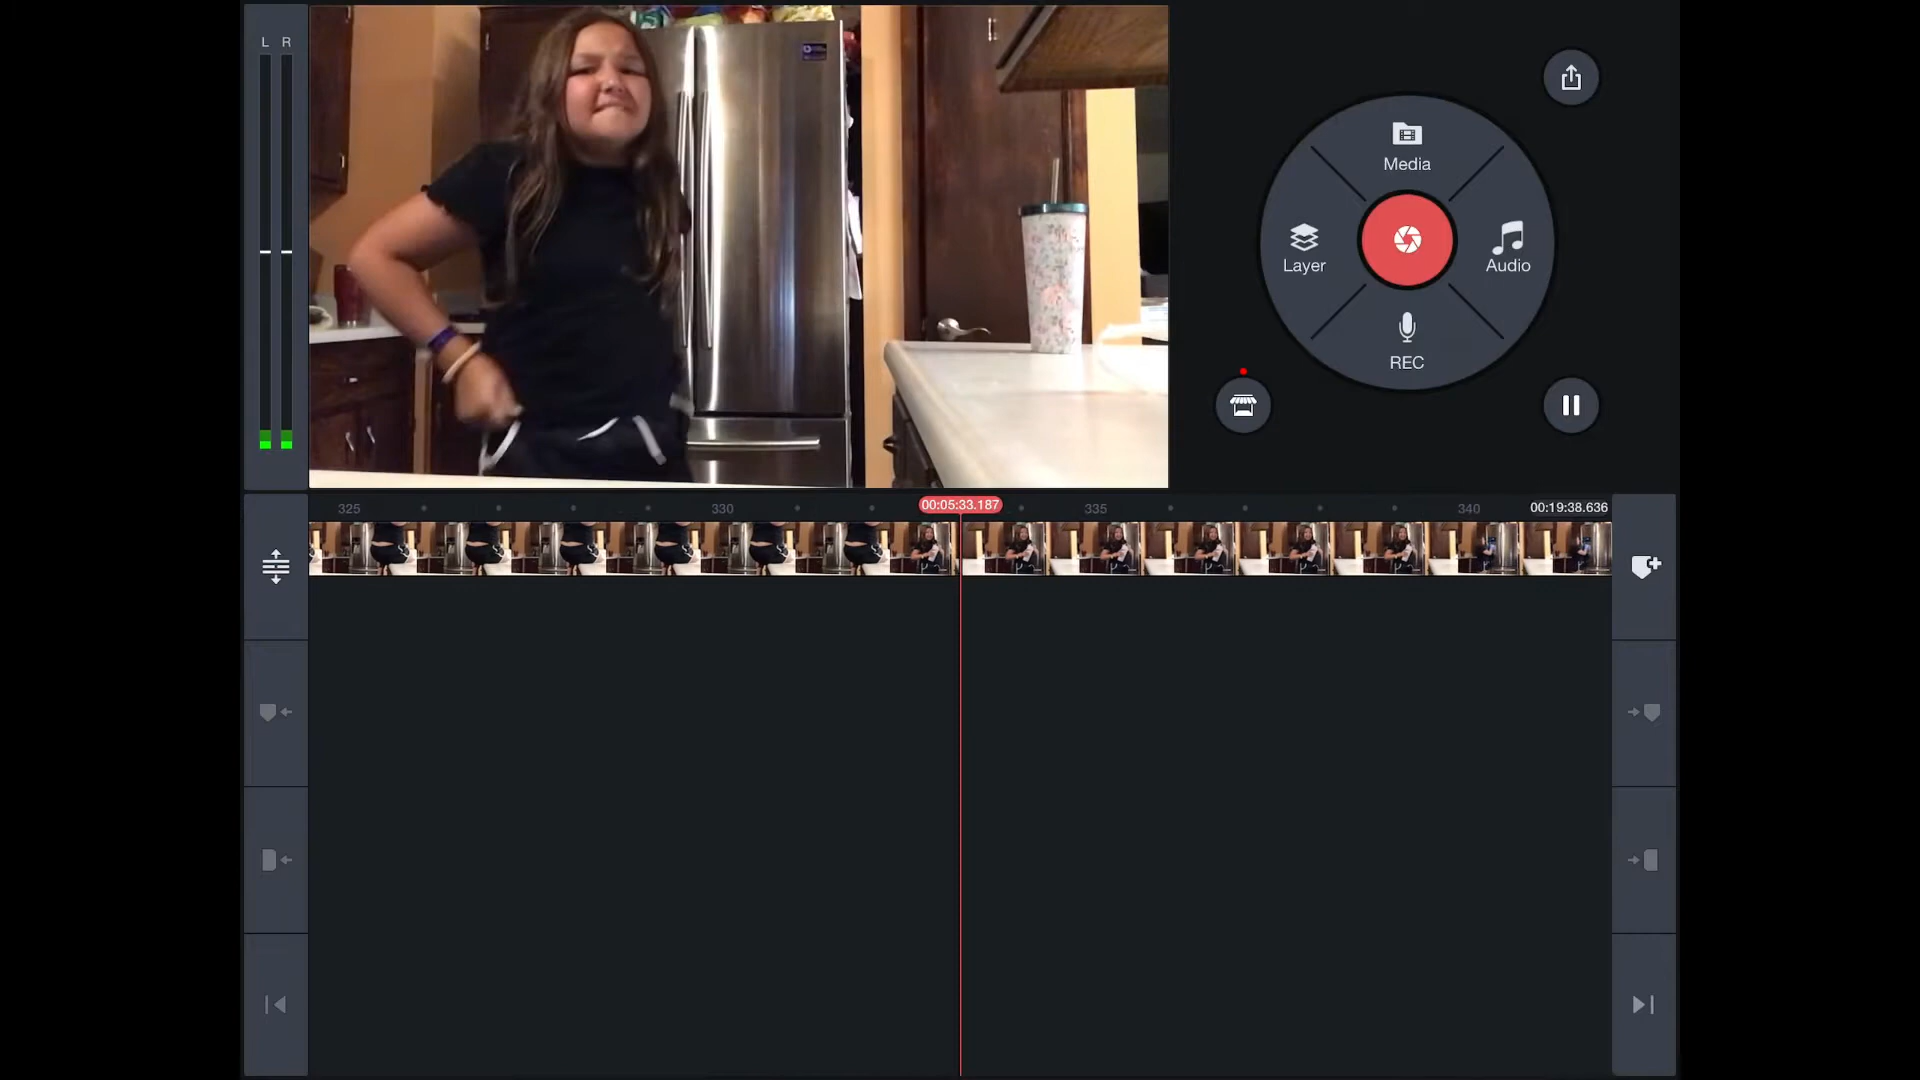 L R
Media
Layer
Audio
REC
325
330
00:05:33.187
335
340
00:19:38.636